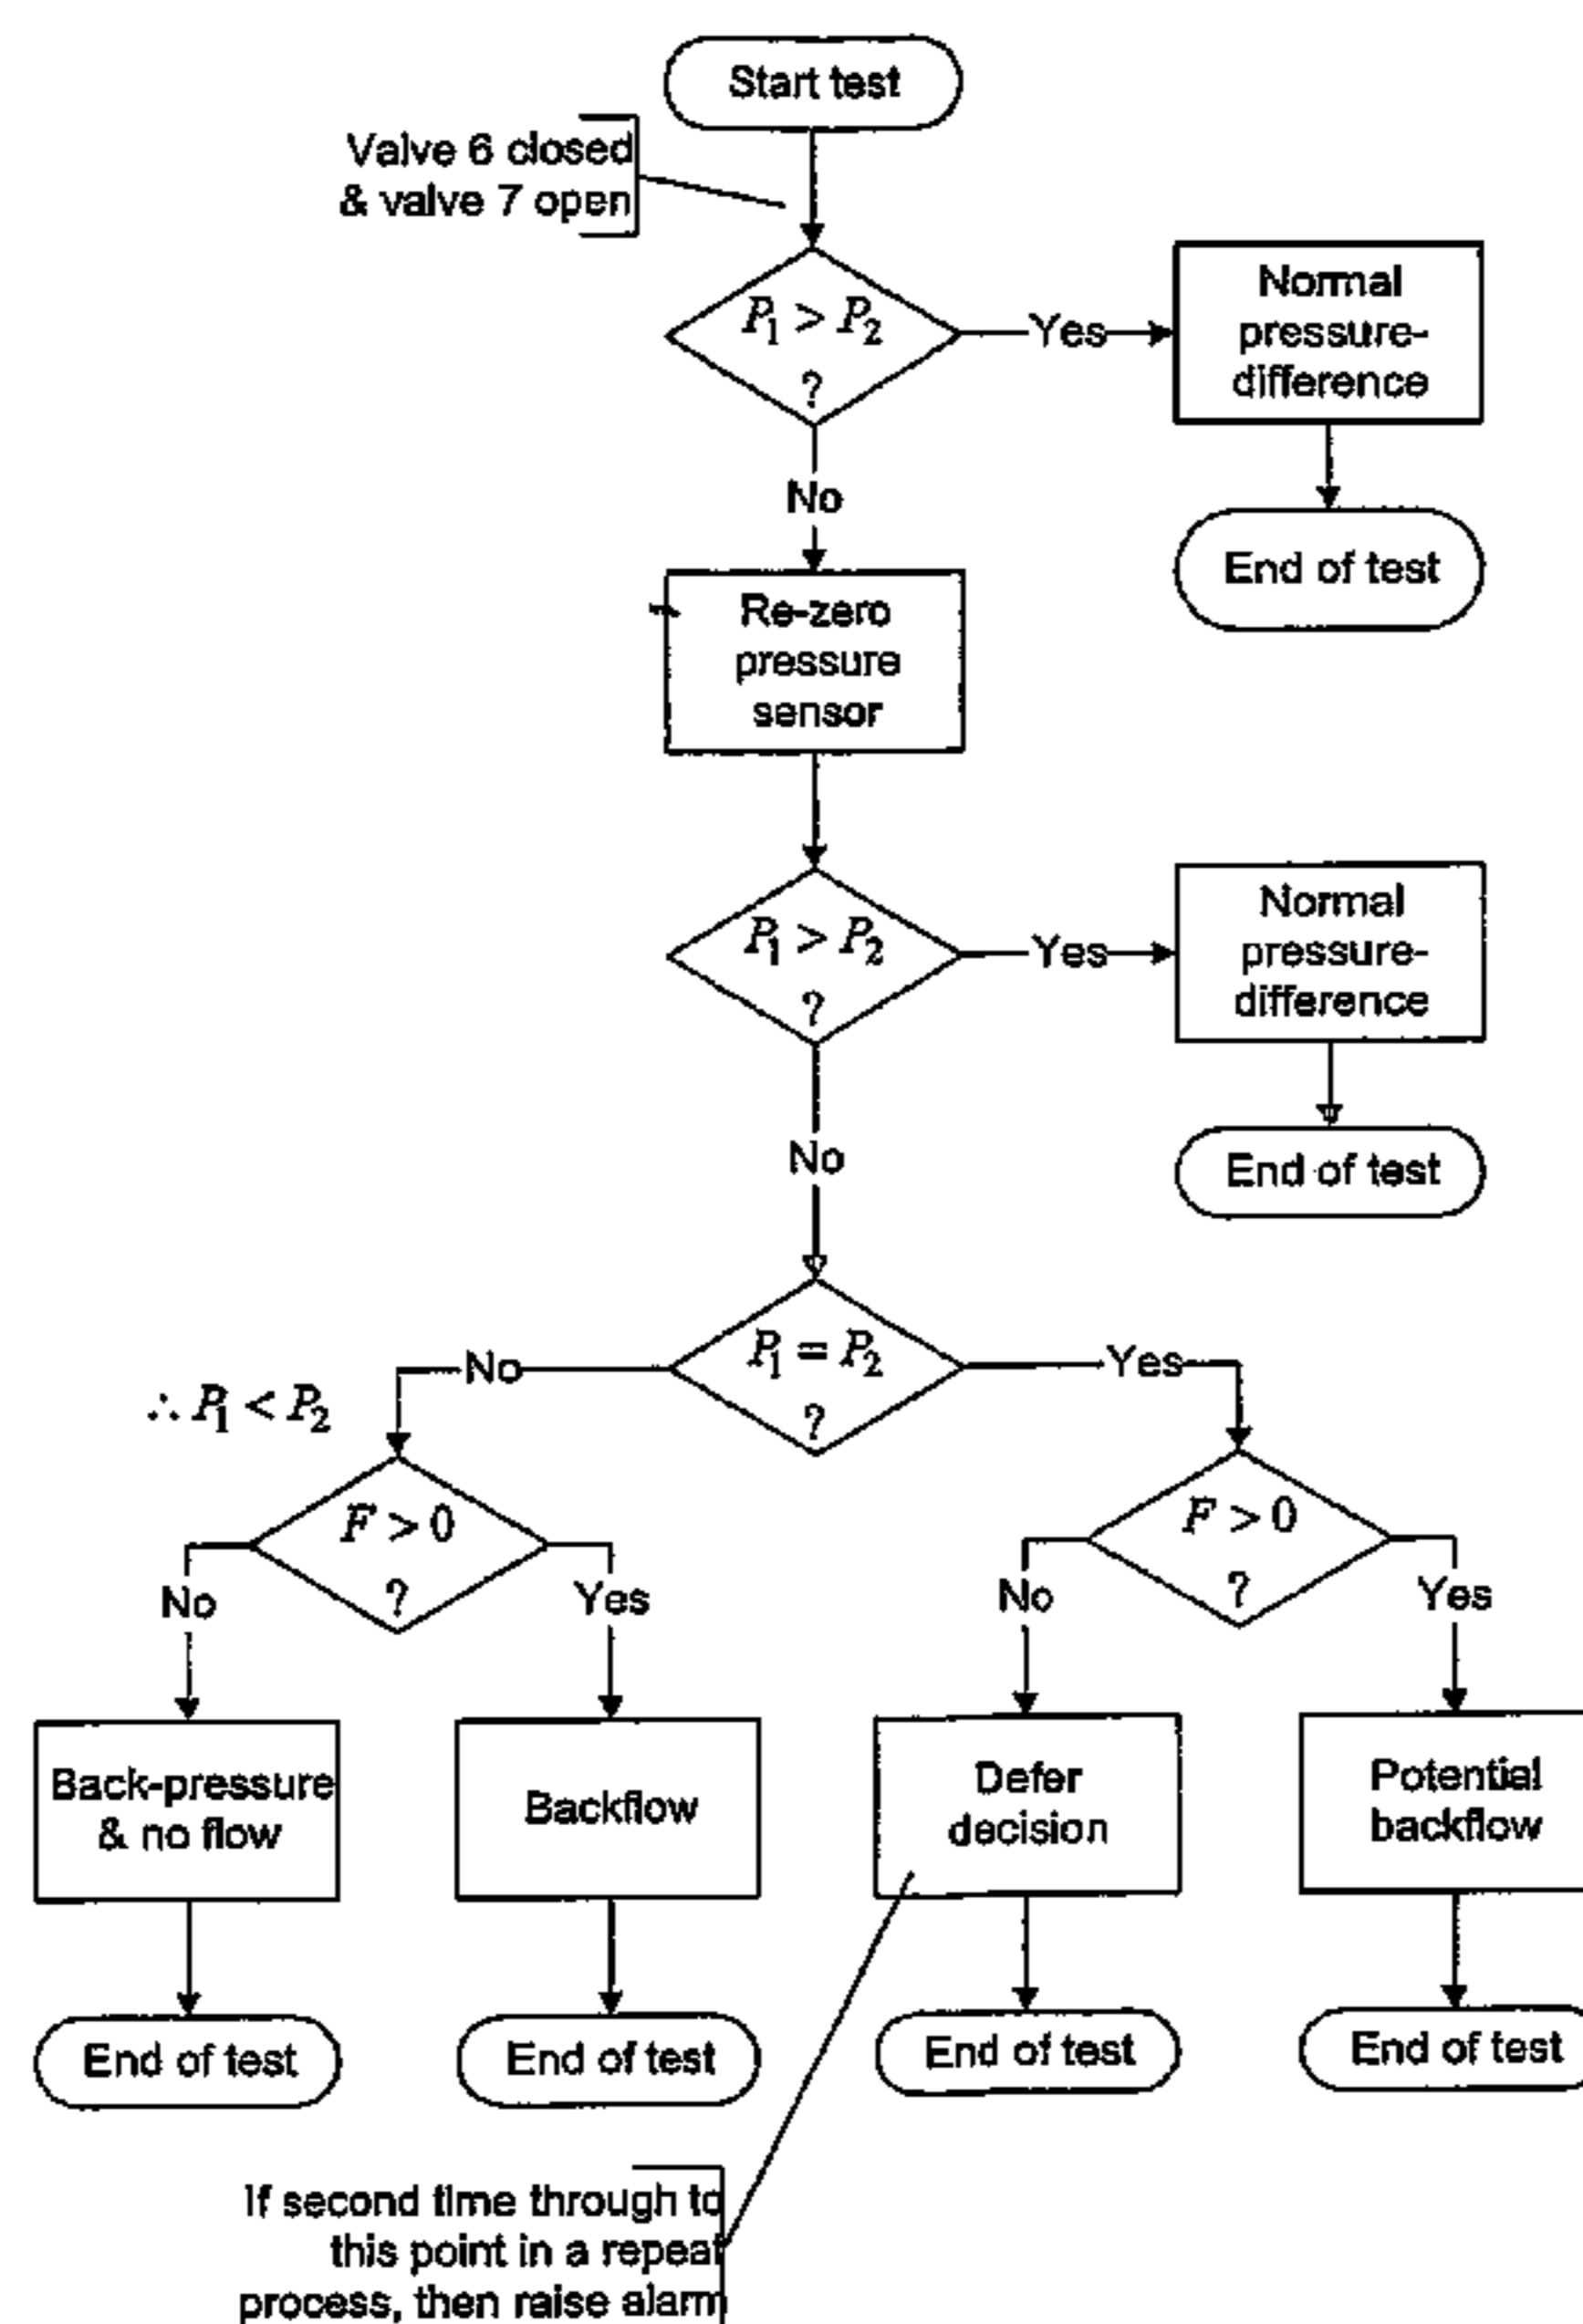 Start test
Valve 6 closed
& valve 7 open
P₁ > P₂
?
Yes
Normal
pressure-
difference
No
End of test
Re-zero
pressure
sensor
P₁ > P₂
?
Yes
Normal
pressure-
difference
No
End of test
P₁ = P₂
?
No
Yes
∴ P₁ < P₂
F > 0
?
No
Yes
F > 0
?
No
Yes
Back-pressure
& no flow
Backflow
Defer
decision
Potential
backflow
End of test
End of test
End of test
End of test
If second time through to
this point in a repeat
process, then raise alarm